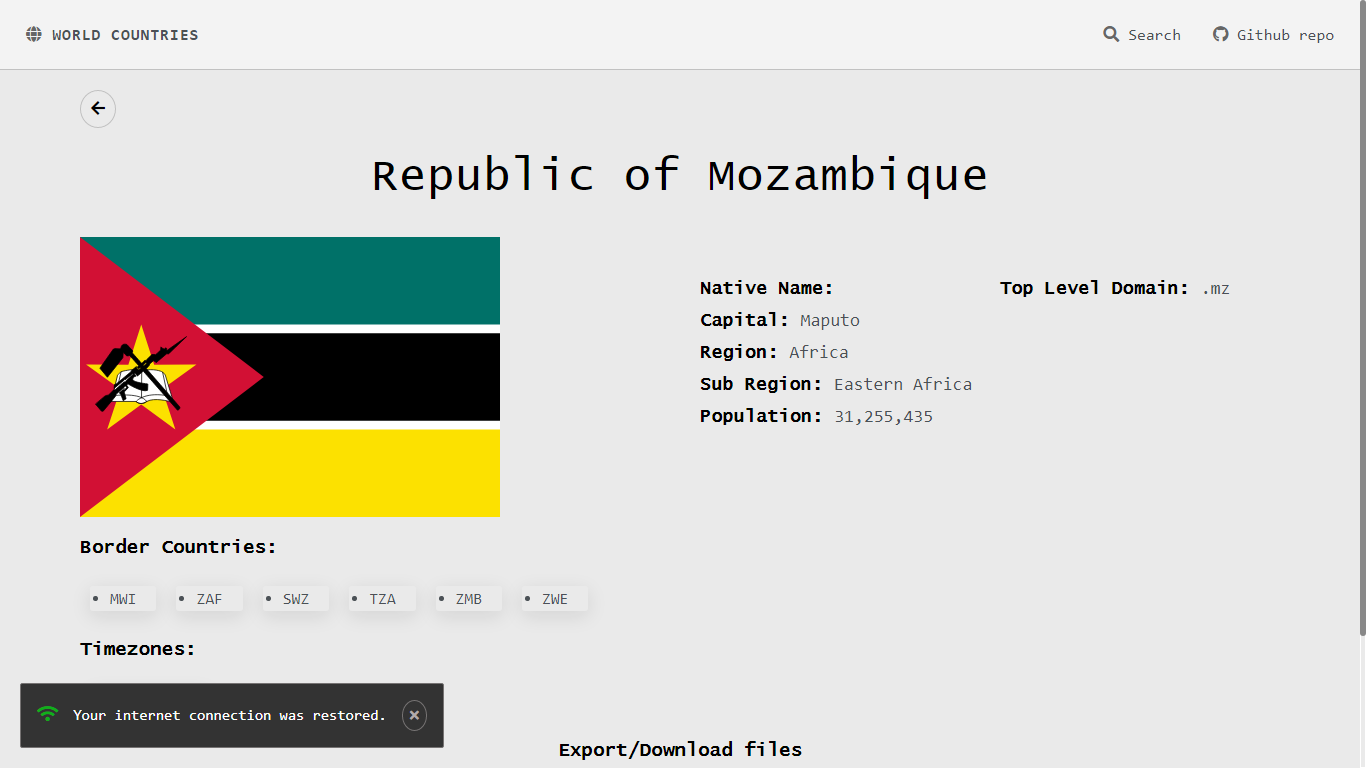 WORLD COUNTRIES
Search
Github repo
Republic of Mozambique
Native Name:
Capital: Maputo
Region: Africa
Sub Region: Eastern Africa
Population: 31,255,435
Top Level Domain: .mz
Border Countries:
MWI
ZAF
SWZ
TZA
ZMB
ZWE
Timezones:
Your internet connection was restored.
Export/Download files